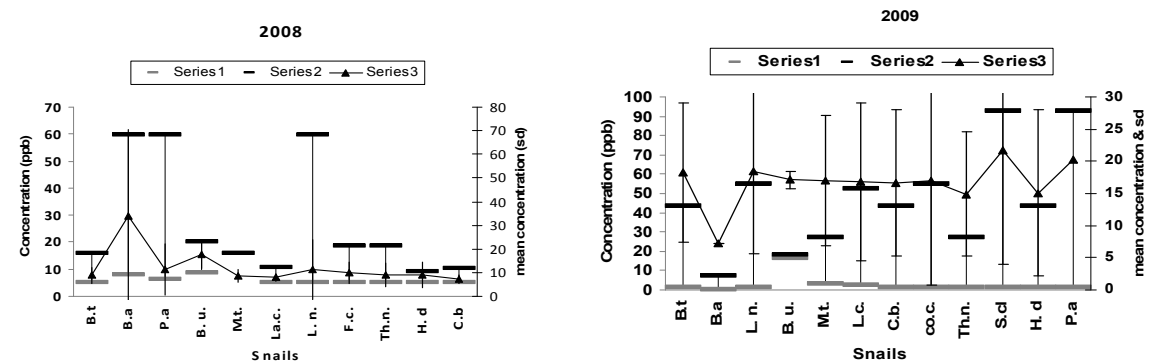 2008
Series1 Series2 Series3
70
60
50
40
30
20
10
0
Concentration (ppb)
80
70
60
50
40
30
20
10
0
mean concentration (sd)
B.t
B.a
P.a
B. u.
M.t.
La.c.
L. n.
F.c.
Th.n.
H. d
C.b
Snails
2009
Series1 Series2 Series3
100
90
80
70
60
50
40
30
20
10
0
Concentration (ppb)
30
25
20
15
10
5
0
mean concentration & sd
B.t
B.a
L. n.
B. u.
M.t.
L.c.
C.b.
co.c.
Th.n.
S.cl
H. d
P.a
Snails